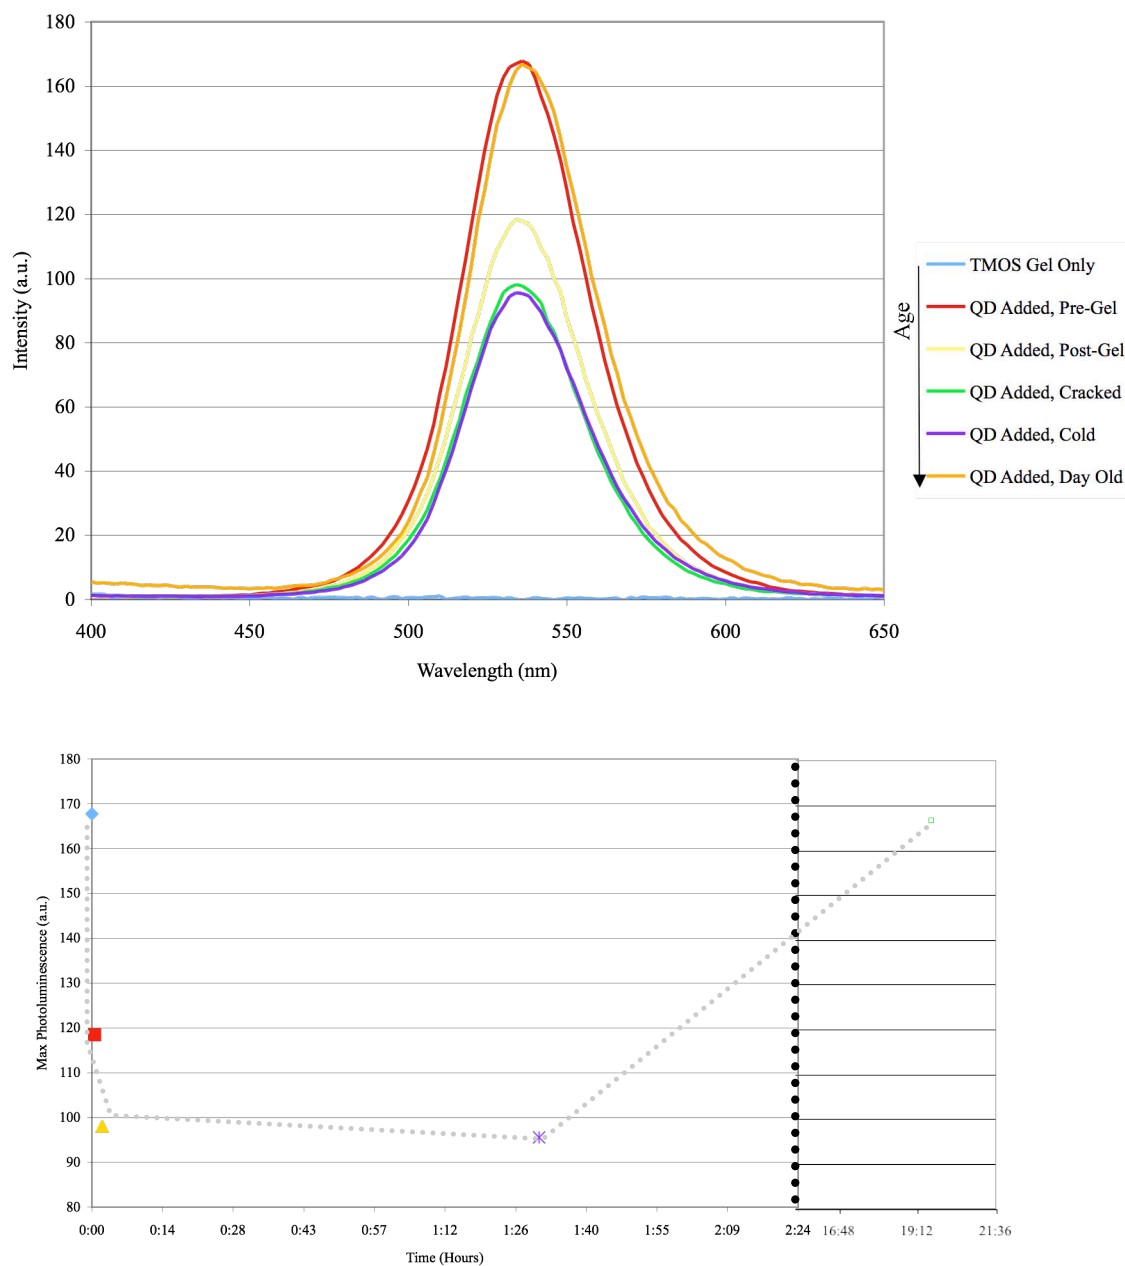 180
160
140
120
100
80
60
40
20
0
400 450 500 550 600 650
Intensity (a.u.)
Wavelength (nm)
Age
TMOS Gel Only
QD Added, Pre-Gel
QD Added, Post-Gel
QD Added, Cracked
QD Added, Cold
QD Added, Day Old
180
170
160
150
140
130
120
110
100
90
80
Max Photoluminescence (a.u.)
0:00 0:14 0:28 0:43 0:57 1:12 1:26 1:40 1:55 2:09 2:24 16:48 19:12 21:36
Time (Hours)